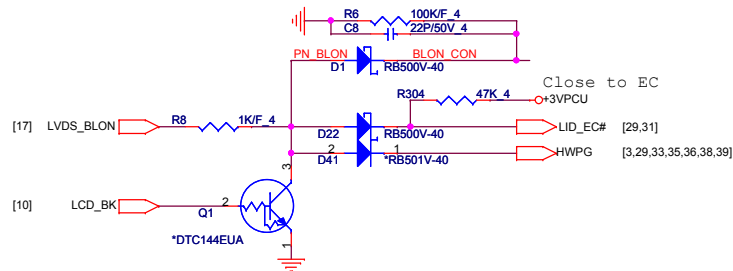 R6 100K/F_4
C8 22P/50V_4
PN_BLON BLON_CON
D1 RB500V-40
Close to EC
R304 47K_4
+3VPCU
[17] LVDS_BLON R8 1K/F_4
D22 RB500V-40 LID_EC# [29,31]
D41 2 1 *RB501V-40 HWPG [3,29,33,35,36,38,39]
3
[10] LCD_BK 2
Q1
*DTC144EUA
1